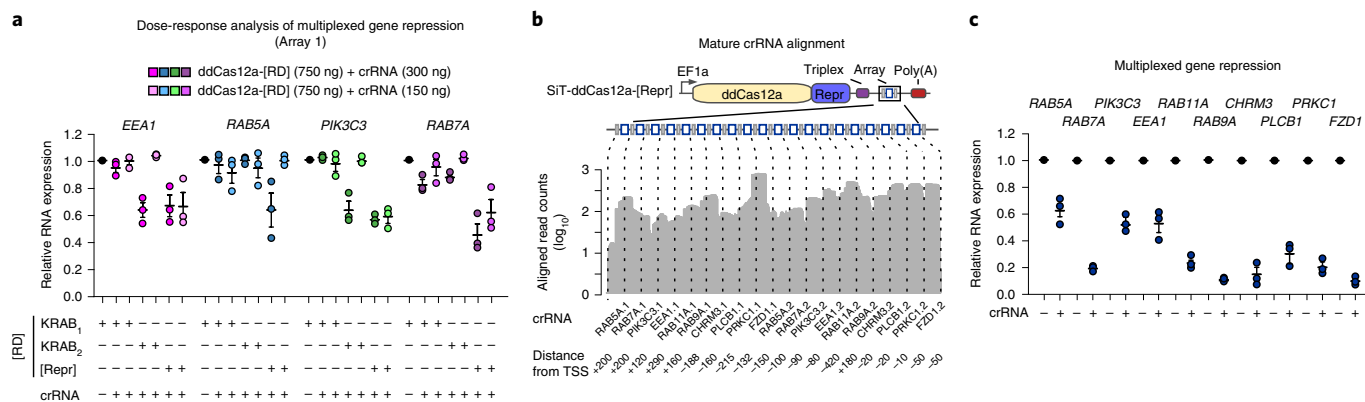 a
Dose-response analysis of multiplexed gene repression
(Array 1)
ddCas12a-[RD] (750 ng) + crRNA (300 ng)
ddCas12a-[RD] (750 ng) + crRNA (150 ng)
EEA1 RAB5A PIK3C3 RAB7A
Relative RNA expression
1.2
1.0
0.8
0.6
0.4
1.2
0.0
[RD]
KRAB1 + + + – – – – + + + – – – – + + + – – – – + + + – – – –
KRAB2 – – – + + – – – – – + + – – – – – + + – – – – – + + – –
[Repr] – – – – – + + – – – – – + + – – – – – + + – – – – – + +
crRNA – + + + + + + – + + + + + + – + + + + + + – + + + + + +
b
Mature crRNA alignment
EF1a Triplex Array Poly(A)
SiT-ddCas12a-[Repr] ddCas12a Repr
Aligned read counts
(log10)
3
2
1
0
crRNA RAB5A.1 RAB7A.1 PIK3C3.1 EEA1.1 RAB11A.1 RAB9A.1 CHRM3.1 PLCB1.1 PRKC1.1 FZD1.1 RAB5A.2 RAB7A.2 PIK3C3.2 EEA1.2 RAB11A.2 RAB9A.2 CHRM3.2 PLCB1.2 PRKC1.2 FZD1.2
Distance
from TSS +200 +200 +120 +290 +160 –188 –160 –215 –132 –150 –100 –90 –80 –420 +180 –20 –20 –10 –50 –50
c
Multiplexed gene repression
RAB5A PIK3C3 RAB11A CHRM3 PRKC1
RAB7A EEA1 RAB9A PLCB1 FZD1
Relative RNA expression
1.2
1.0
0.8
0.6
0.4
0.2
0.0
crRNA – + – + – + – + – + – + – + – + – + – +